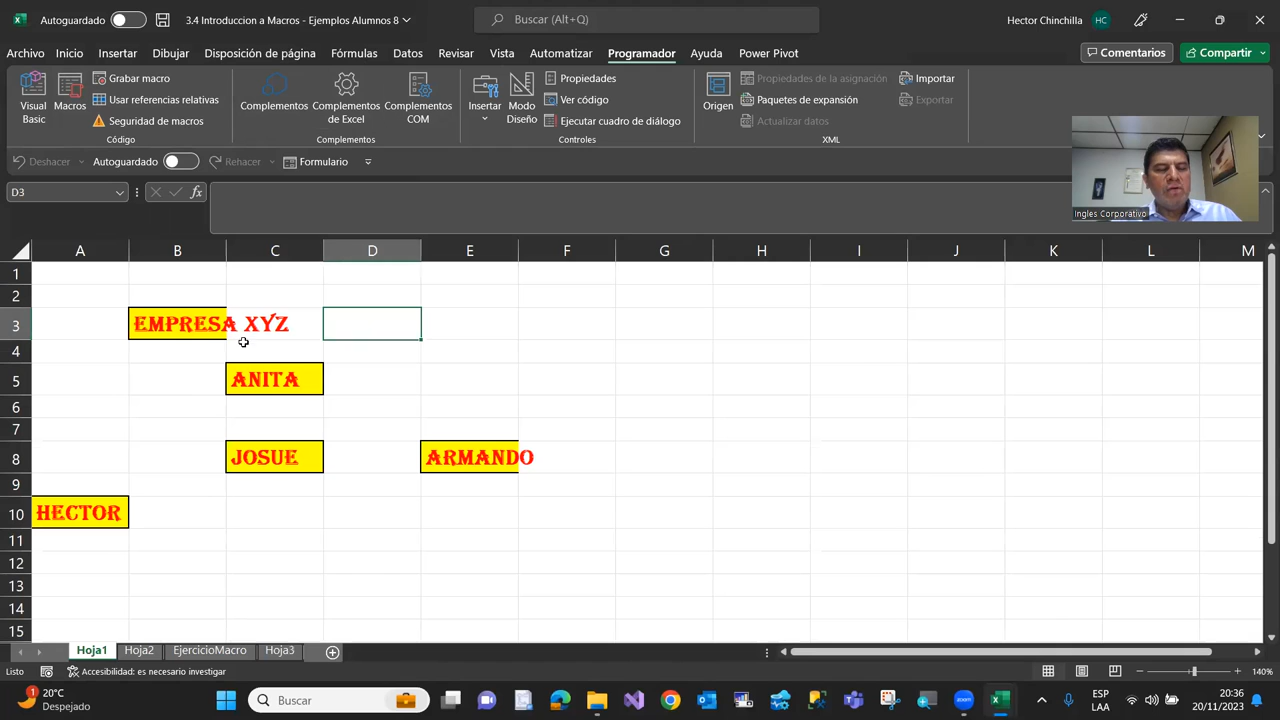 Autoguardado
3.4 Introduccion a Macros - Ejemplos Alumnos 8
Buscar (Alt+Q)
Hector Chinchilla
HC
Archivo Inicio Insertar Dibujar Disposición de página Fórmulas Datos Revisar Vista Automatizar Programador Ayuda Power Pivot
Comentarios
Compartir
Visual Basic
Macros
Grabar macro
Usar referencias relativas
Seguridad de macros
Código
Complementos
Complementos de Excel
Complementos COM
Complementos
Insertar
Modo Diseño
Propiedades
Ver código
Ejecutar cuadro de diálogo
Controles
Origen
Propiedades de la asignación
Paquetes de expansión
Actualizar datos
Importar
Exportar
XML
Deshacer Autoguardado Rehacer Formulario
Ingles Corporativo
D3 fx
A B C D E F G H I J K L M
1
2
3 EMPRESA XYZ
4
5 ANITA
6
7
8 JOSUE ARMANDO
9
10 HECTOR
11
12
13
14
15
Hoja1 Hoja2 EjercicioMacro Hoja3
Listo Accesibilidad: es necesario investigar 140%
20°C
Despejado
Buscar
ESP
LAA
20:36
20/11/2023